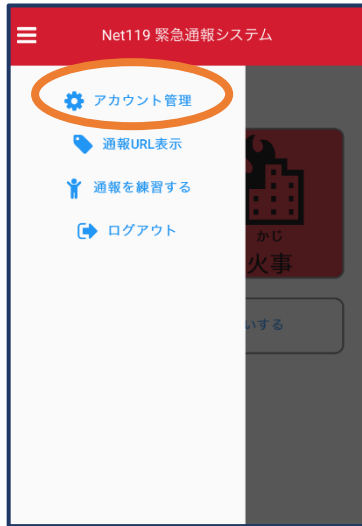 Net119 緊急通報システム
アカウント管理
通報URL表示
通報を練習する
ログアウト
かじ
火事
いする